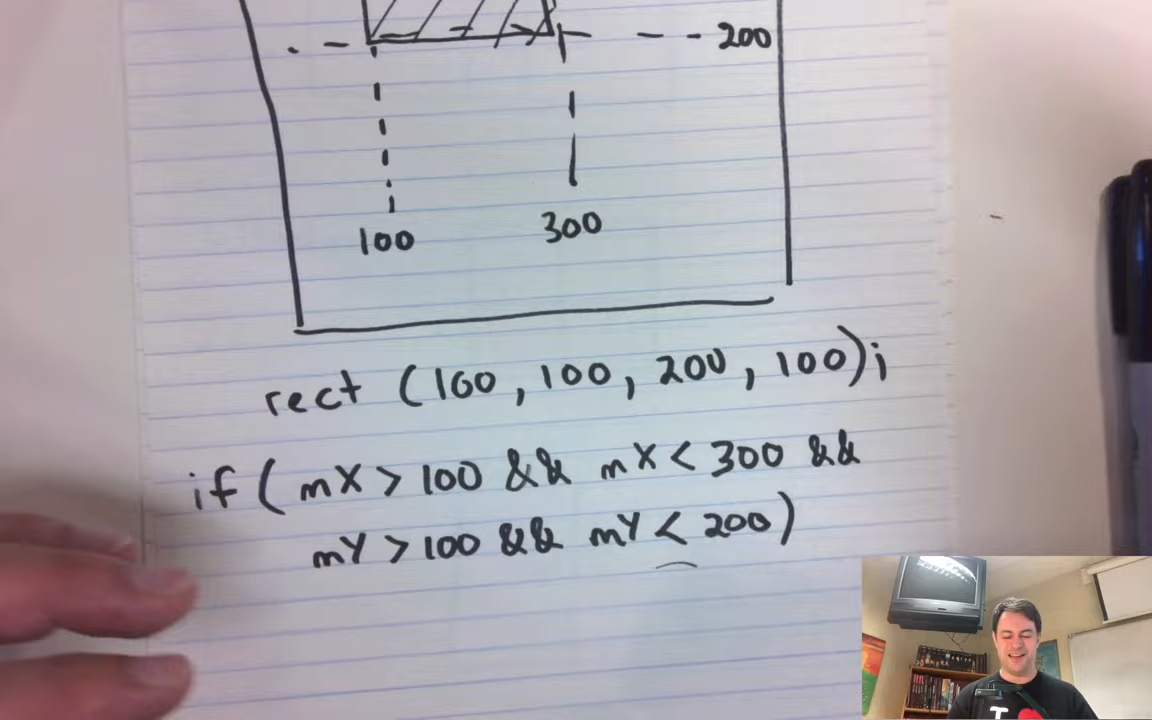 200
100 300
rect (100, 100, 200, 100);
if ( mX > 100 && mX < 300 &&
mY > 100 && mY < 200)
I